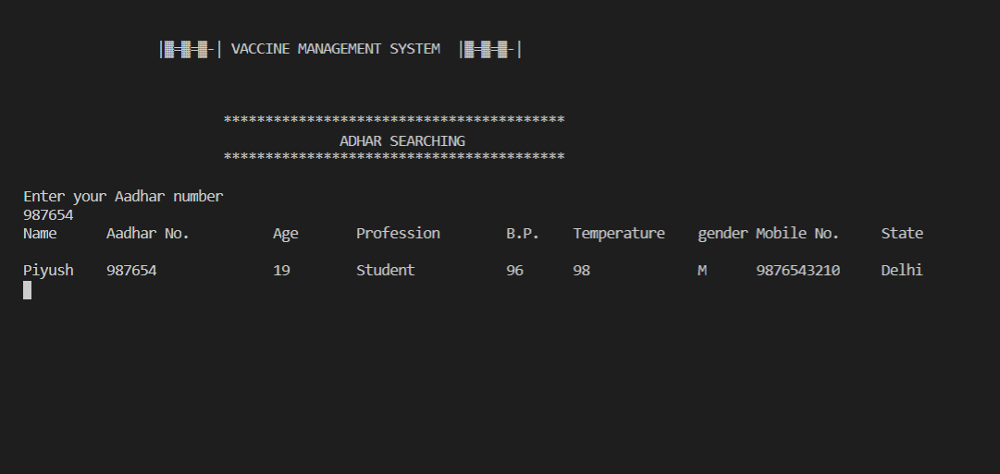 |▓=▓=▓-| VACCINE MANAGEMENT SYSTEM |▓=▓=▓-|
*****************************************
ADHAR SEARCHING
*****************************************
Enter your Aadhar number
987654
Name Aadhar No. Age Profession B.P. Temperature gender Mobile No. State
Piyush 987654 19 Student 96 98 M 9876543210 Delhi